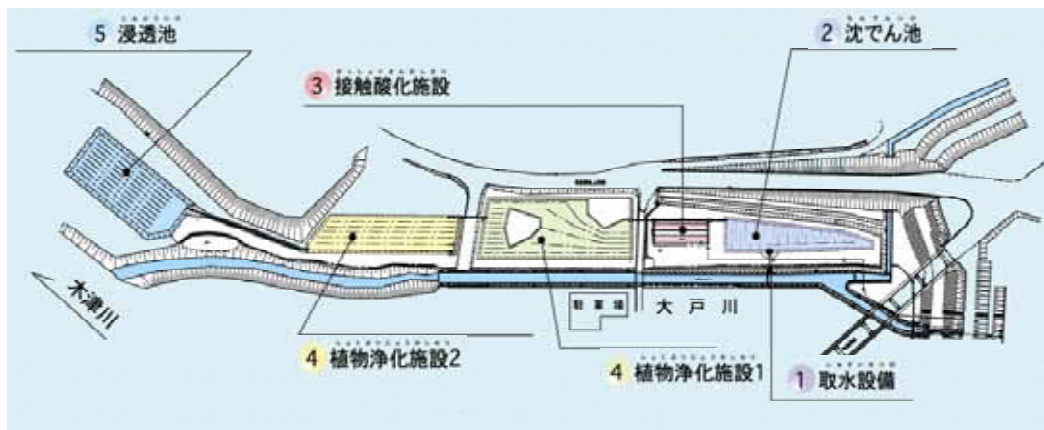 5 浸透池
2 沈でん池
3 接触酸化施設
木津川
駐車場
大戸川
4 植物浄化施設2
4 植物浄化施設1
1 取水設備